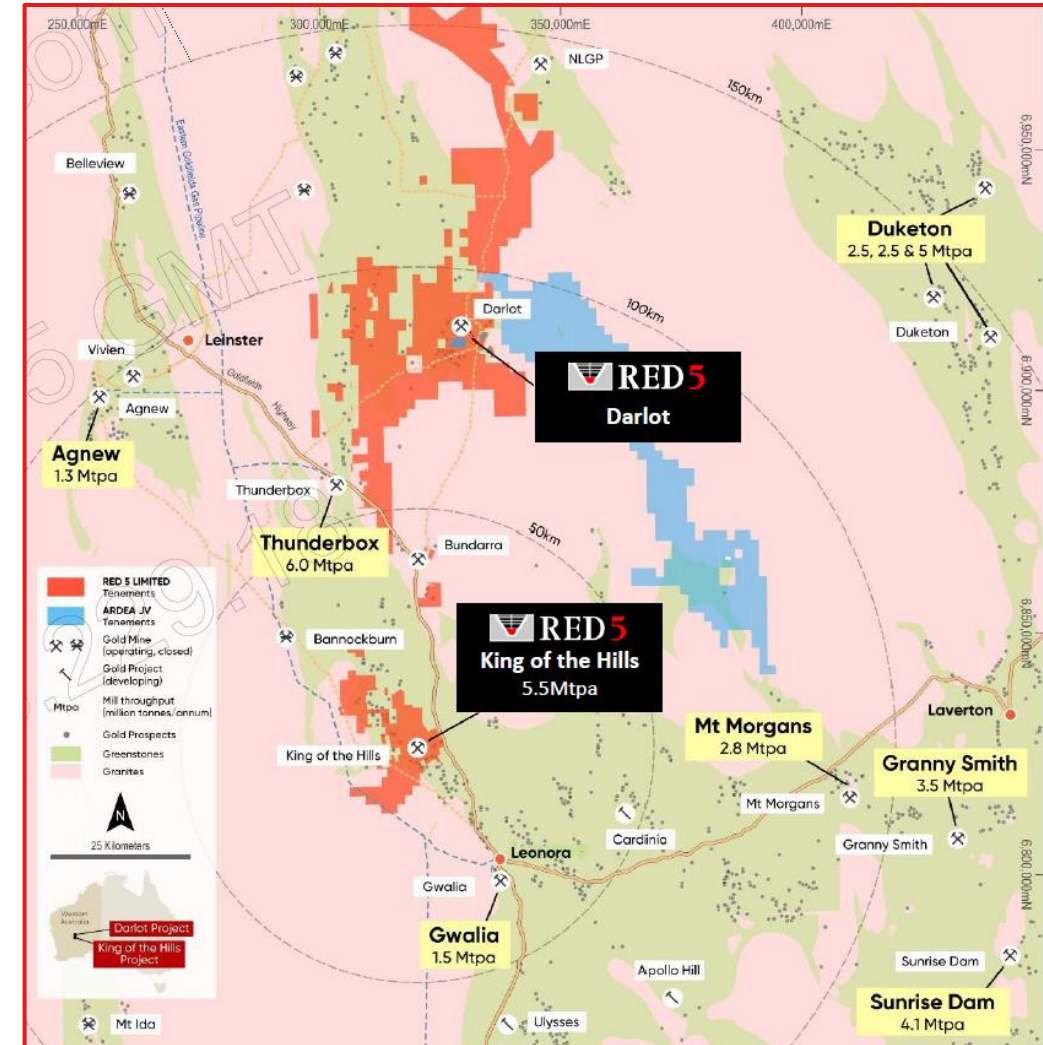 250,000mE
300,000mE
350,000mE
400,000mE
NLGP
150km
6,950,000mN
Belleview
Eastern Goldfields Gas Pipeline
Duketon
2.5, 2.5 & 5 Mtpa
GMT
100km
Darlot
Duketon
Leinster
Vivien
RED 5
Darlot
6,900,000mN
Goldfields
Highway
Agnew
Agnew
1.3 Mtpa
Thunderbox
50km
Thunderbox
6.0 Mtpa
Bundarra
RED 5 LIMITED
Tenements
ARDEA JV
Tenements
Gold Mine
(operating, closed)
Gold Project
(developing)
Mtpa
Mill throughput
(million tonnes/annum)
Gold Prospects
Greenstones
Granites
N
25 Kilometers
Western
Australia
Darlot Project
King of the Hills
Project
Bannockburn
RED 5
King of the Hills
5.5Mtpa
6,850,000mN
Laverton
Mt Morgans
2.8 Mtpa
King of the Hills
Granny Smith
3.5 Mtpa
Mt Morgans
Cardinia
Granny Smith
Leonora
6,800,000mN
Gwalia
Gwalia
1.5 Mtpa
Sunrise Dam
Apollo Hill
Sunrise Dam
4.1 Mtpa
Mt Ida
Ulysses